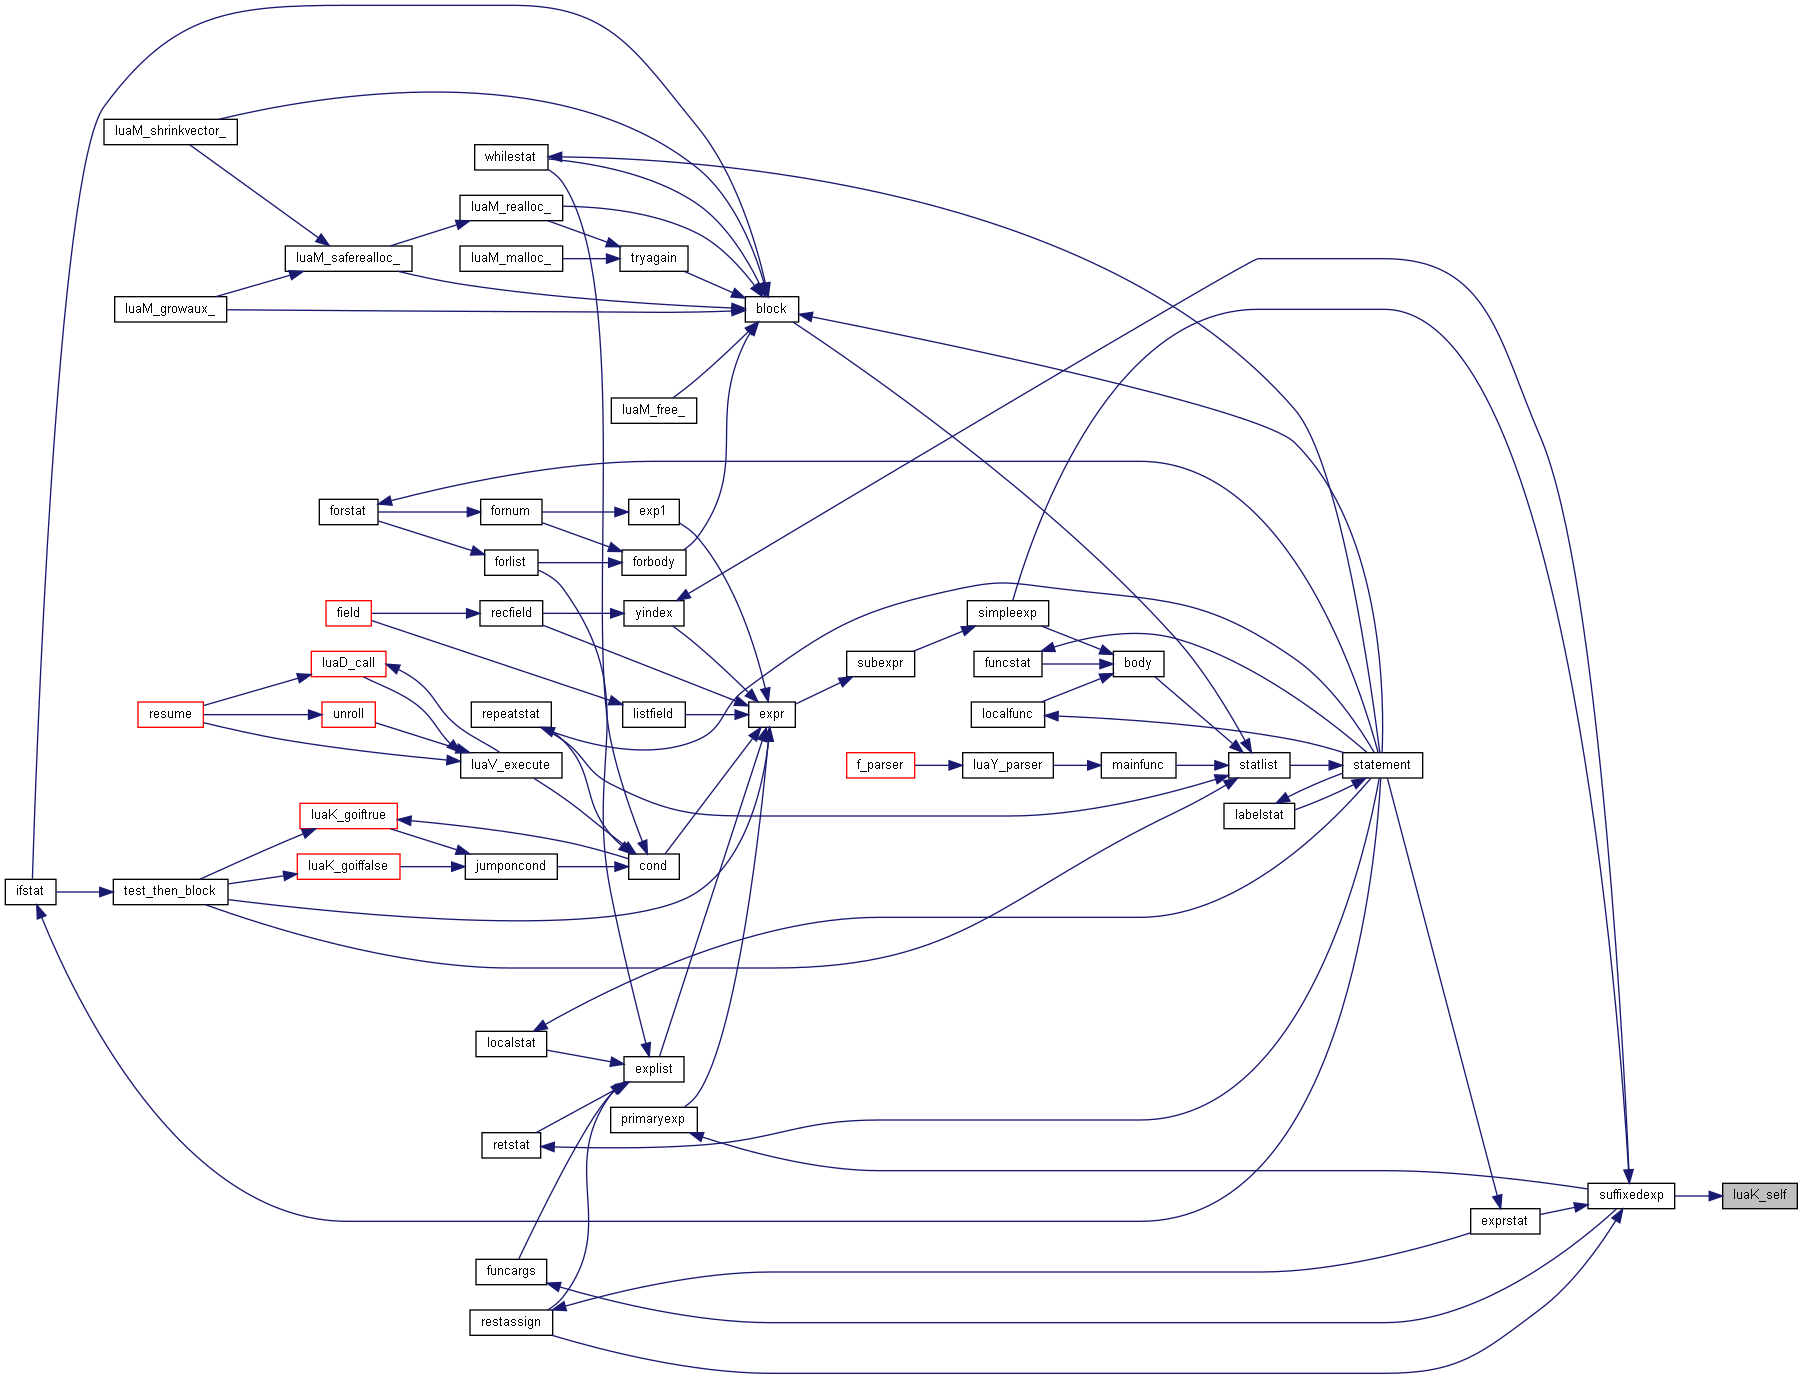 luaM_shrinkvector_
whilestat
luaM_realloc_
luaM_saferealloc_
luaM_malloc_
tryagain
luaM_growaux_
block
luaM_free_
forstat
fornum
exp1
forlist
forbody
field
recfield
yindex
simpleexp
luaD_call
subexpr
funcstat
body
resume
unroll
repeatstat
listfield
expr
localfunc
luaV_execute
f_parser
luaY_parser
mainfunc
statlist
statement
luaK_goiftrue
labelstat
luaK_goiffalse
jumponcond
cond
ifstat
test_then_block
localstat
explist
primaryexp
retstat
suffixedexp
luaK_self
exprstat
funcargs
restassign